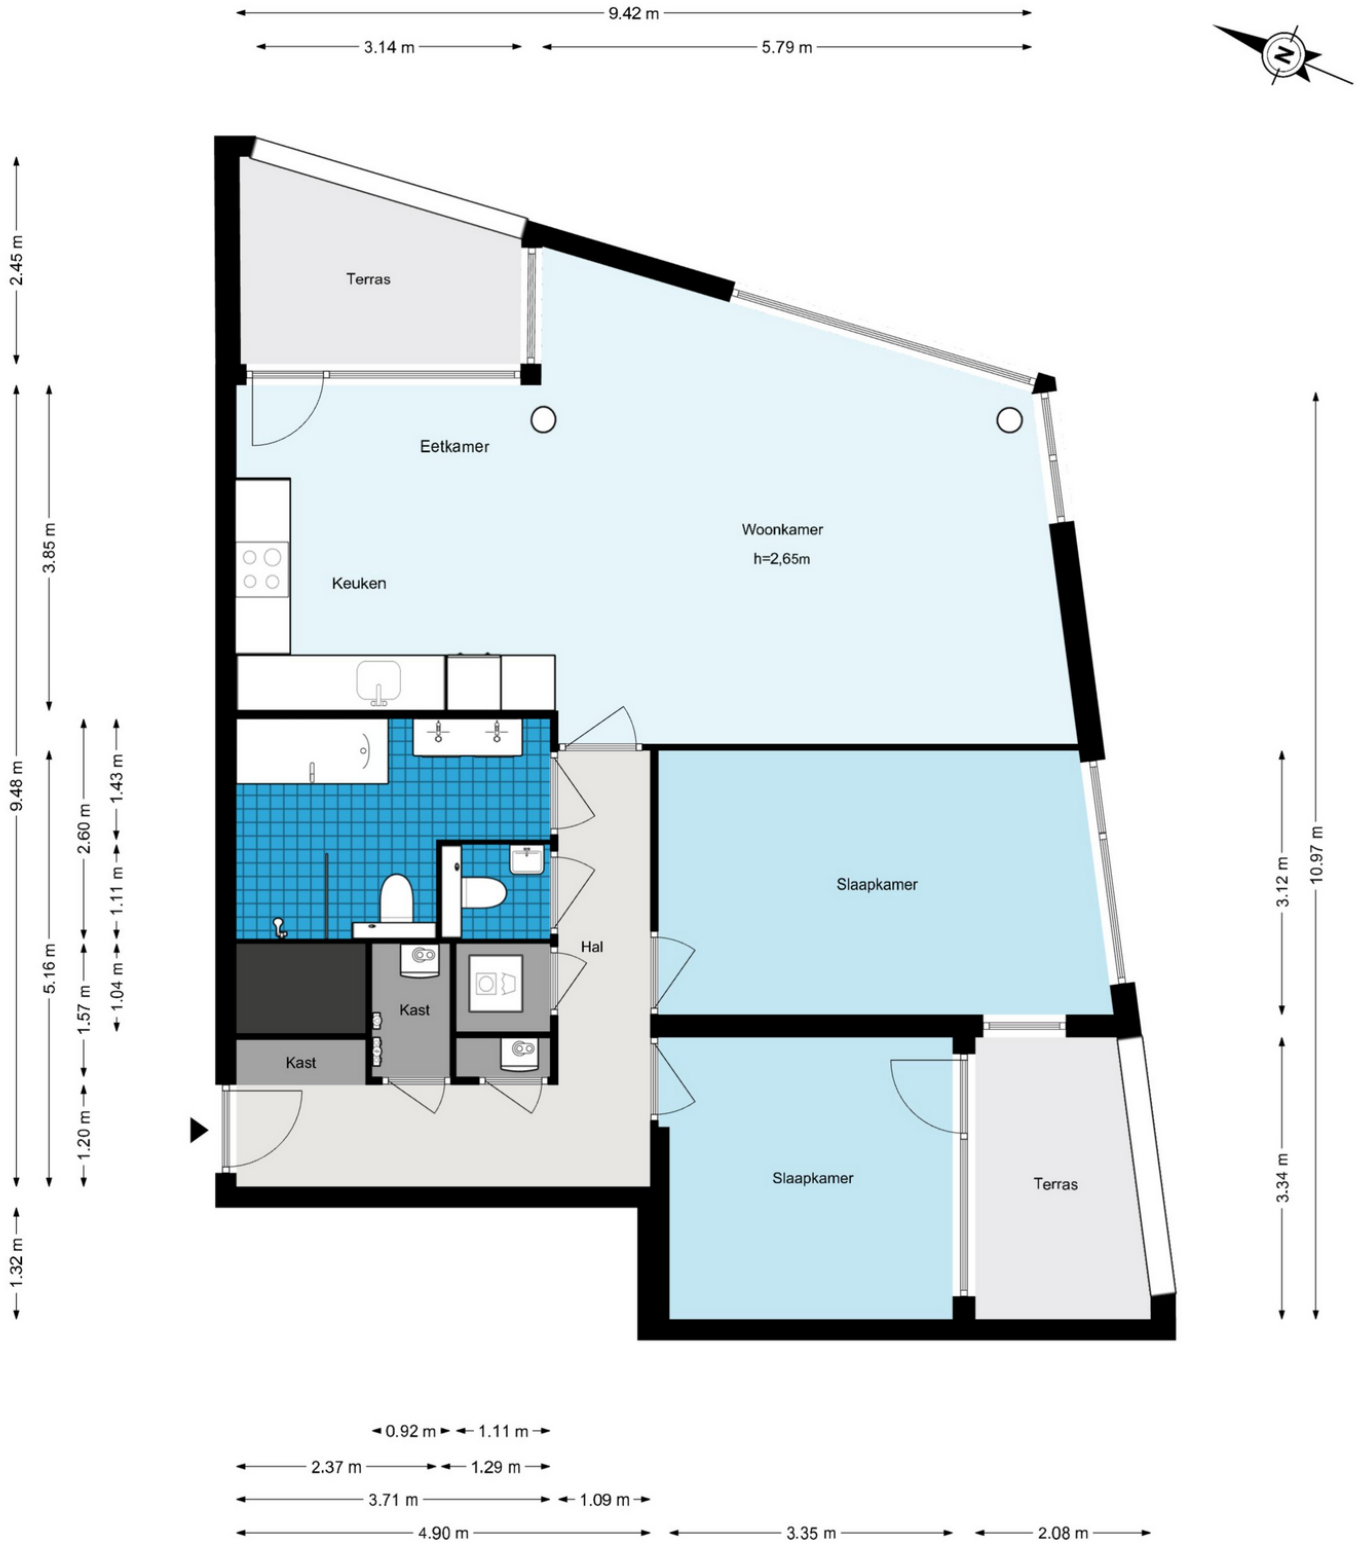 9.42 m
3.14 m
5.79 m
N
2.45 m
Terras
Eetkamer
Woonkamer
h=2,65m
Keuken
3.85 m
9.48 m
1.43 m
2.60 m
1.11 m
10.97 m
3.12 m
Slaapkamer
Hal
5.16 m
1.57 m
1.04 m
Kast
Kast
1.20 m
Slaapkamer
Terras
3.34 m
1.32 m
0.92 m
1.11 m
2.37 m
1.29 m
3.71 m
1.09 m
4.90 m
3.35 m
2.08 m